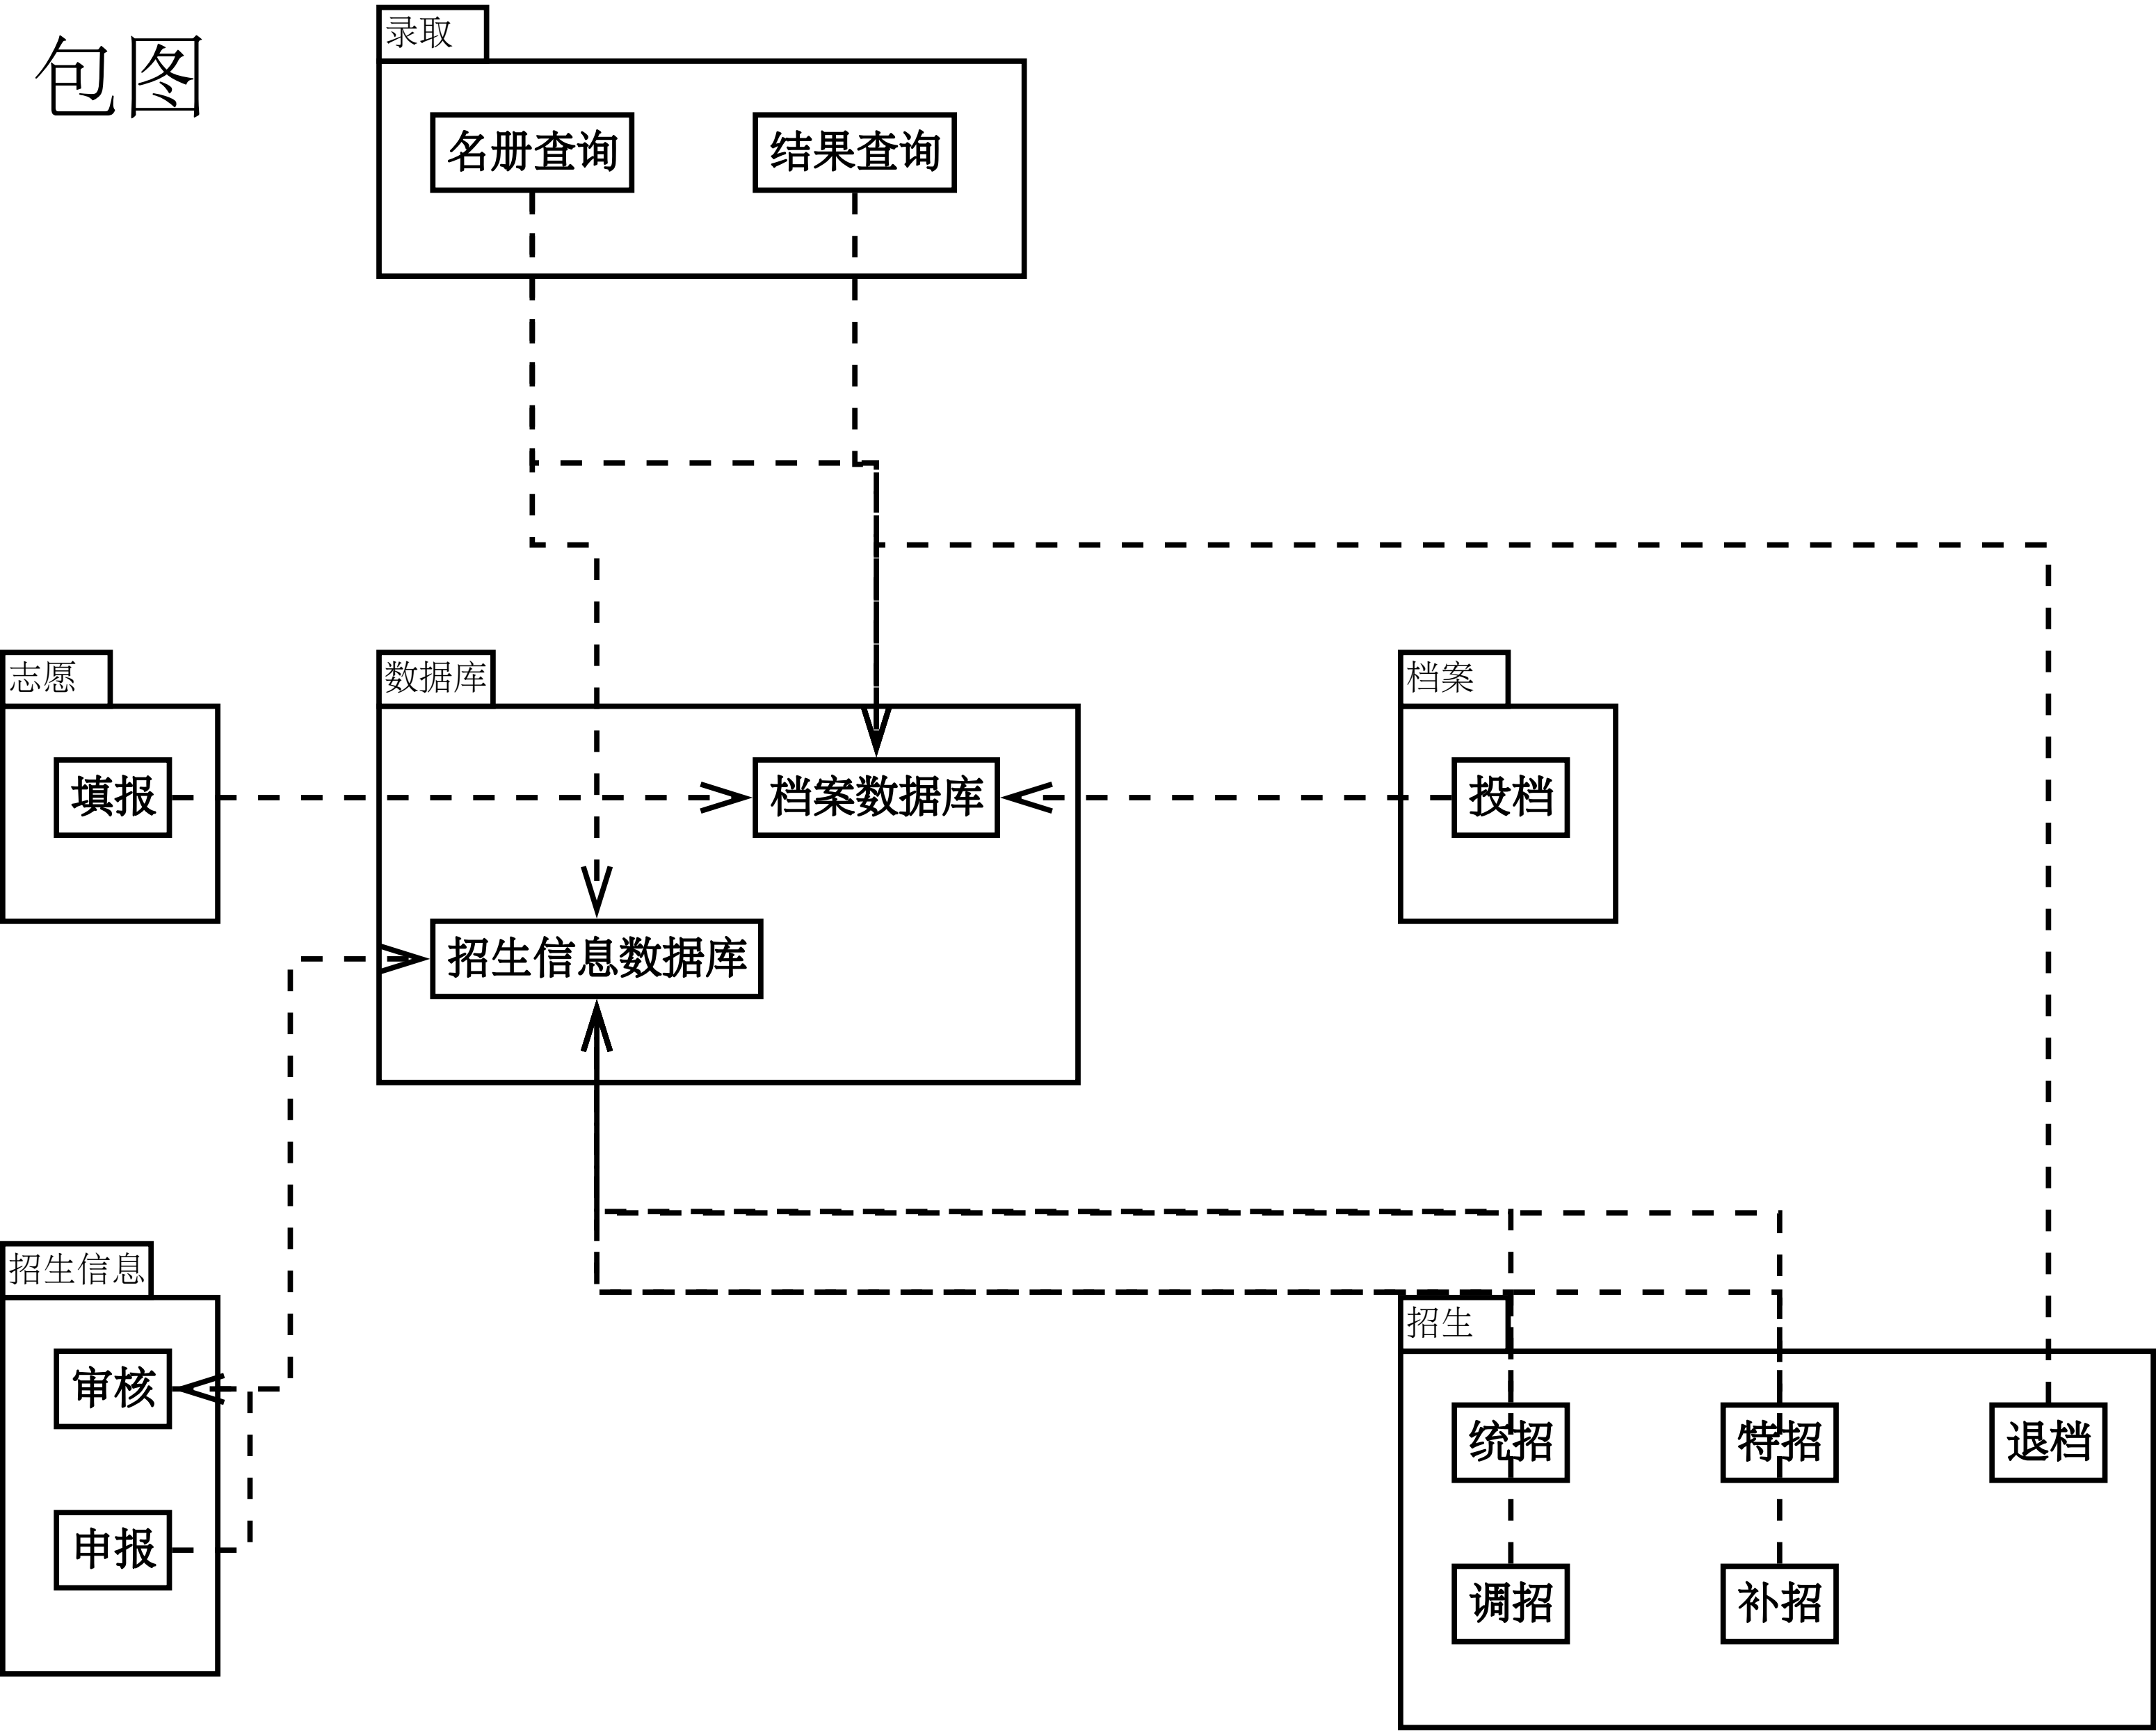 包图
录取
名册查询
结果查询
志愿
填报
数据库
档案数据库
招生信息数据库
档案
投档
招生信息
审核
申报
招生
统招
特招
退档
调招
补招